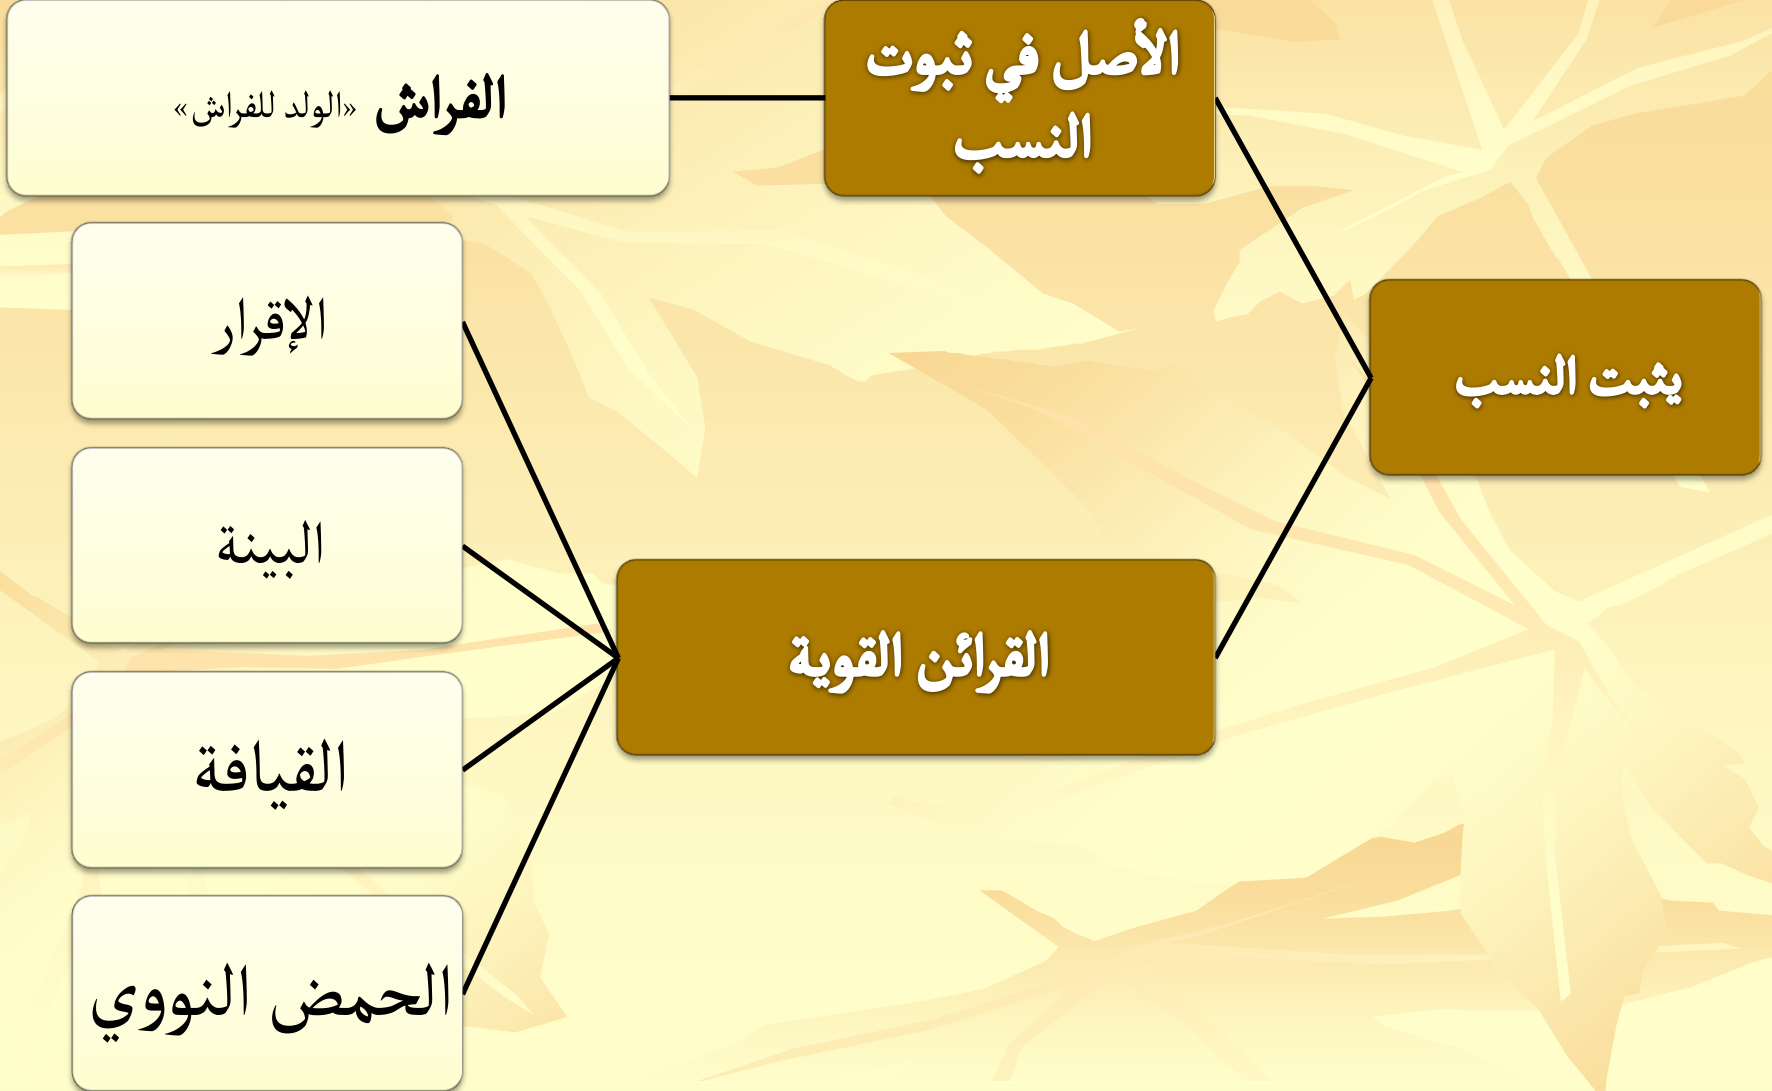 يثبت النسب
الأصل في ثبوت
النسب
الفراش «الولد للفراش»
القرائن القوية
الإقرار
البينة
القيافة
الحمض النووي